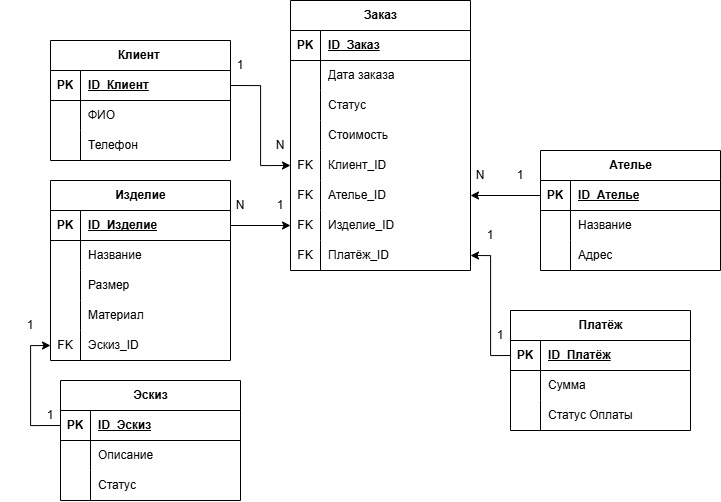 Заказ
PK ID_Заказ
Дата заказа
Статус
Стоимость
FK Клиент_ID
FK Ателье_ID
FK Изделие_ID
FK Платёж_ID
Клиент
PK ID_Клиент
ФИО
Телефон
1
N
Изделие
PK ID_Изделие
Название
Размер
Материал
FK Эскиз_ID
N
1
1
1
Эскиз
PK ID_Эскиз
Описание
Статус
N
1
Ателье
PK ID_Ателье
Название
Адрес
1
1
Платёж
PK ID_Платёж
Сумма
Статус Оплаты